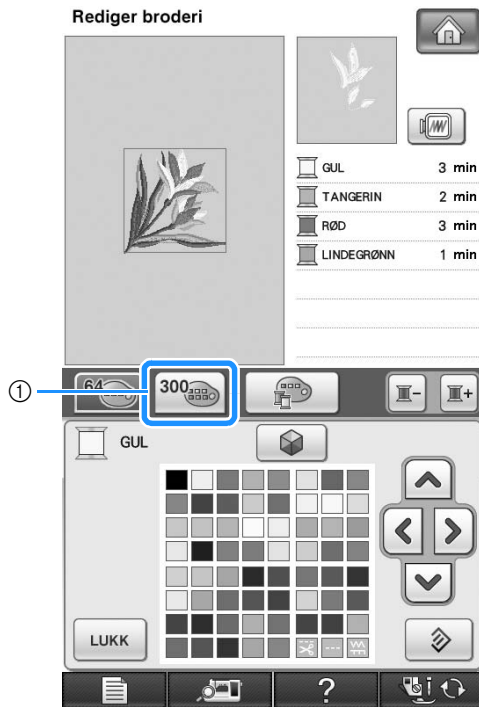 Rediger broderi
GUL 3 min
TANGERIN 2 min
RØD 3 min
LINDEGRØNN 1 min
① 64 300
GUL
LUKK
?